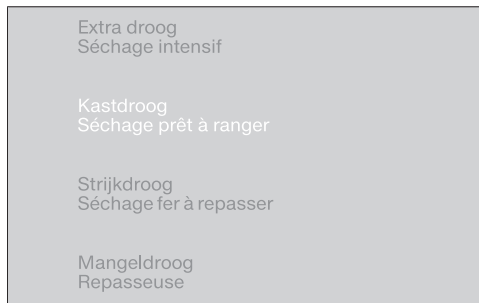 Extra droog
Séchage intensif
Kastdroog
Séchage prêt à ranger
Strijkdroog
Séchage fer à repasser
Mangeldroog
Repasseuse